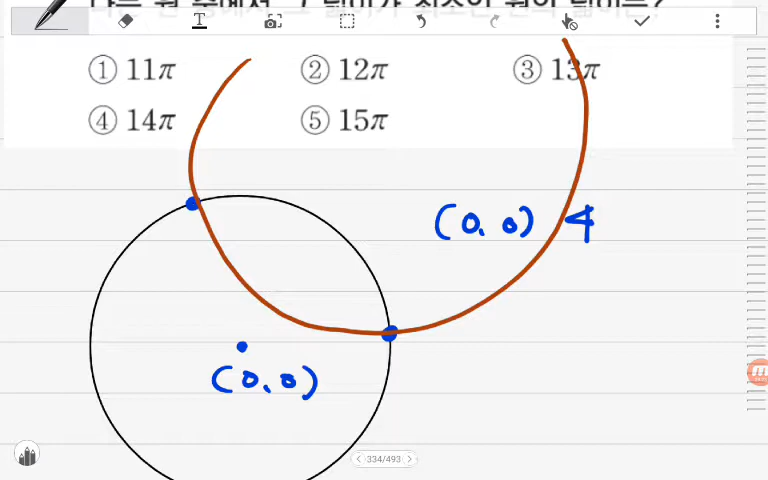 ① 11π ② 12π ③ 13π
④ 14π ⑤ 15π
(0, 0) 4
(0, 0)
334/493